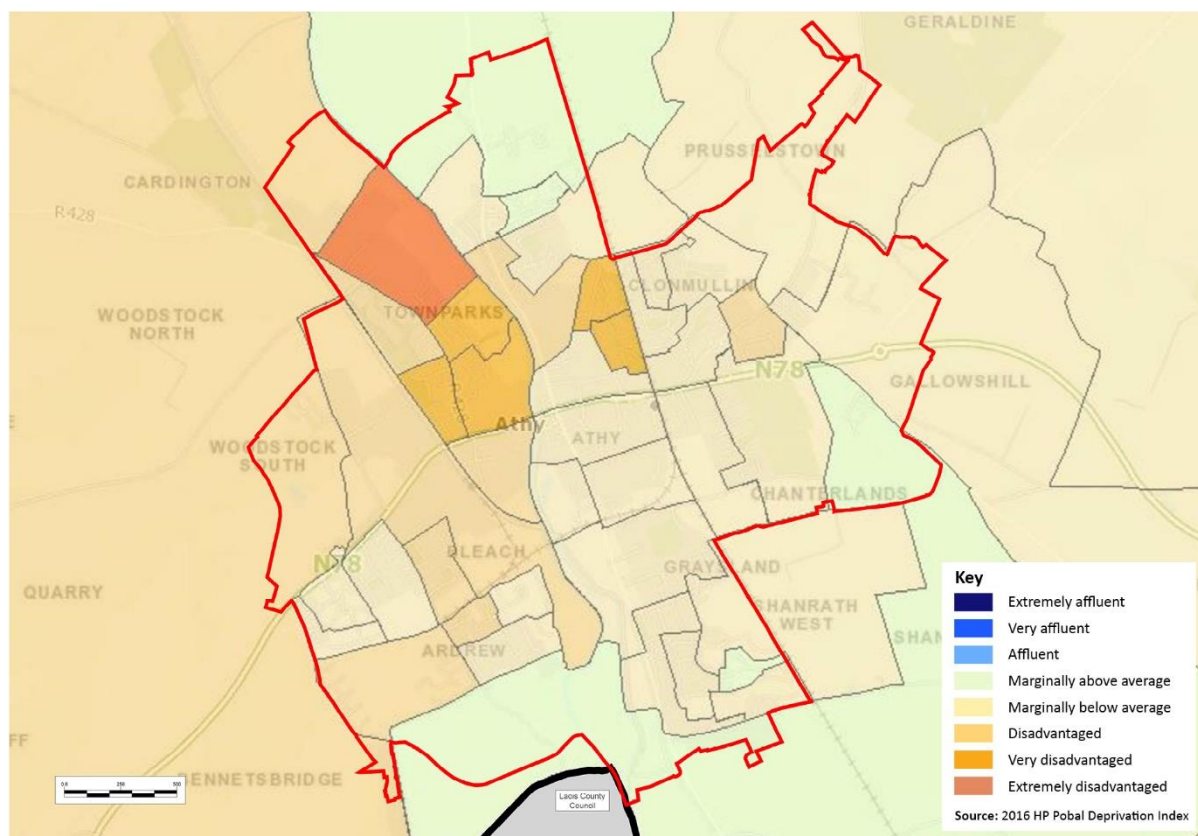 GERALDINE
PRUSSELSTOWN
CARDINGTON
R428
CLONMULLIN
WOODSTOCK
NORTH
TOWNPARKS
N78
GALLOWSHILL
Athy
ATHY
WOODSTOCK
SOUTH
CHANTERLANDS
N78
BLEACH
GRAYSLAND
QUARRY
SHANRATH
WEST
SHAN
ARDREW
FF
BENNETSBRIDGE
Laois County
Council
Key
Extremely affluent
Very affluent
Affluent
Marginally above average
Marginally below average
Disadvantaged
Very disadvantaged
Extremely disadvantaged
Source: 2016 HP Pobal Deprivation Index